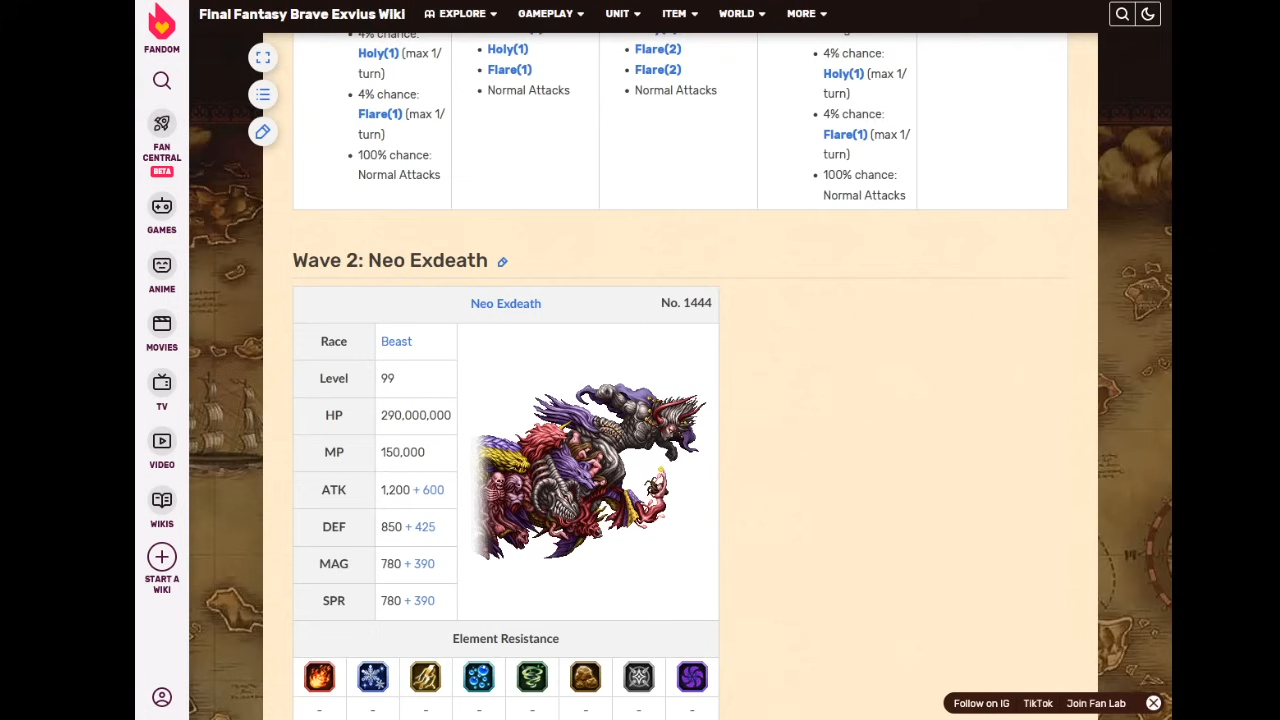 Final Fantasy Brave Exvius Wiki
EXPLORE
GAMEPLAY
UNIT
ITEM
WORLD
MORE
FANDOM
FAN
CENTRAL
BETA
GAMES
ANIME
MOVIES
TV
VIDEO
WIKIS
START A
WIKI
4% chance:
Holy(1) (max 1/
turn)
4% chance:
Flare(1) (max 1/
turn)
100% chance:
Normal Attacks
Holy(1)
Flare(1)
Normal Attacks
Flare(2)
Flare(2)
Normal Attacks
4% chance:
Holy(1) (max 1/
turn)
4% chance:
Flare(1) (max 1/
turn)
100% chance:
Normal Attacks
Wave 2: Neo Exdeath
Neo Exdeath No. 1444
Race Beast
Level 99
HP 290,000,000
MP 150,000
ATK 1,200 + 600
DEF 850 + 425
MAG 780 + 390
SPR 780 + 390
Element Resistance
- - - - - - - -
Follow on IG TikTok Join Fan Lab